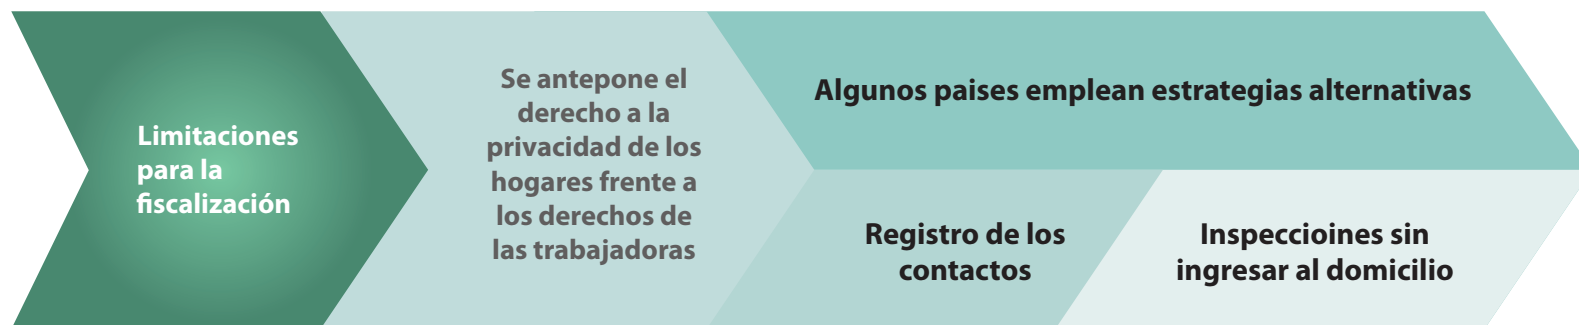 Limitaciones
para la
fiscalización
Se antepone el
derecho a la
privacidad de los
hogares frente a
los derechos de
las trabajadoras
Algunos paises emplean estrategias alternativas
Registro de los
contactos
Inspeccioines sin
ingresar al domicilio